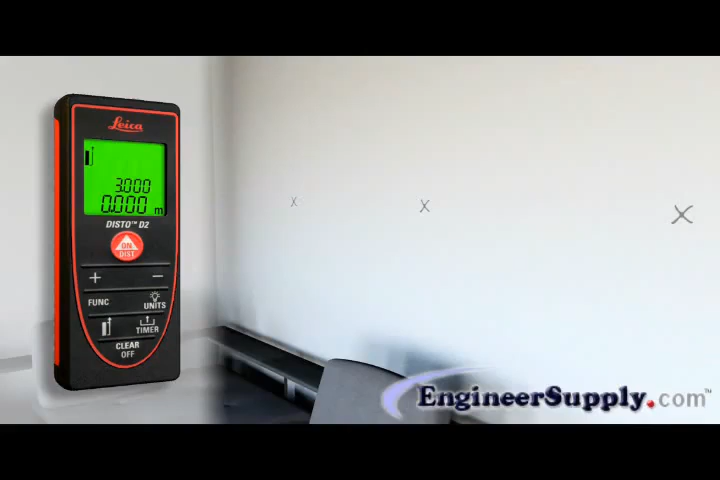 Leica
3.000
0.000 m
DISTO™ D2
ON
DIST
+ −
FUNC UNITS
TIMER
CLEAR
OFF
x x x
EngineerSupply.com™